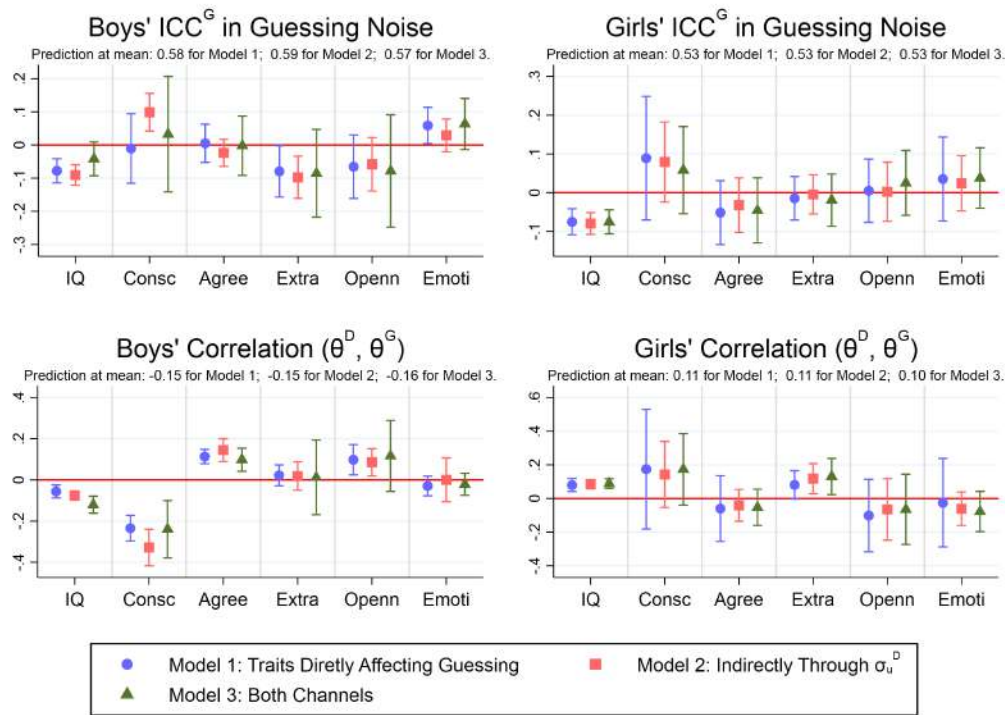 Boys' ICC^G in Guessing Noise
Prediction at mean: 0.58 for Model 1; 0.59 for Model 2; 0.57 for Model 3.
.2
.1
0
-.1
-.2
-.3
IQ Consc Agree Extra Openn Emoti
Girls' ICC^G in Guessing Noise
Prediction at mean: 0.53 for Model 1; 0.53 for Model 2; 0.53 for Model 3.
.3
.2
.1
0
-.1
IQ Consc Agree Extra Openn Emoti
Boys' Correlation (θ^D, θ^G)
Prediction at mean: -0.15 for Model 1; -0.15 for Model 2; -0.16 for Model 3.
.4
.2
0
-.2
-.4
IQ Consc Agree Extra Openn Emoti
Girls' Correlation (θ^D, θ^G)
Prediction at mean: 0.11 for Model 1; 0.11 for Model 2; 0.10 for Model 3.
.6
.4
.2
0
-.2
-.4
IQ Consc Agree Extra Openn Emoti
Model 1: Traits Diretly Affecting Guessing
Model 2: Indirectly Through σ_u^D
Model 3: Both Channels